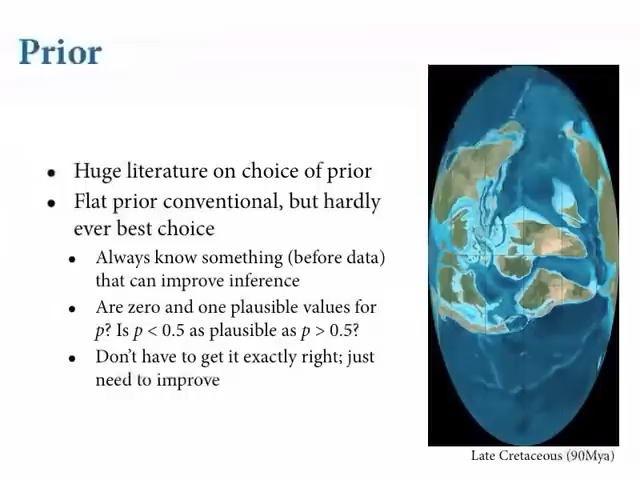 Prior
• Huge literature on choice of prior
• Flat prior conventional, but hardly
ever best choice
• Always know something (before data)
that can improve inference
• Are zero and one plausible values for
p? Is p < 0.5 as plausible as p > 0.5?
• Don’t have to get it exactly right; just
need to improve
Late Cretaceous (90Mya)